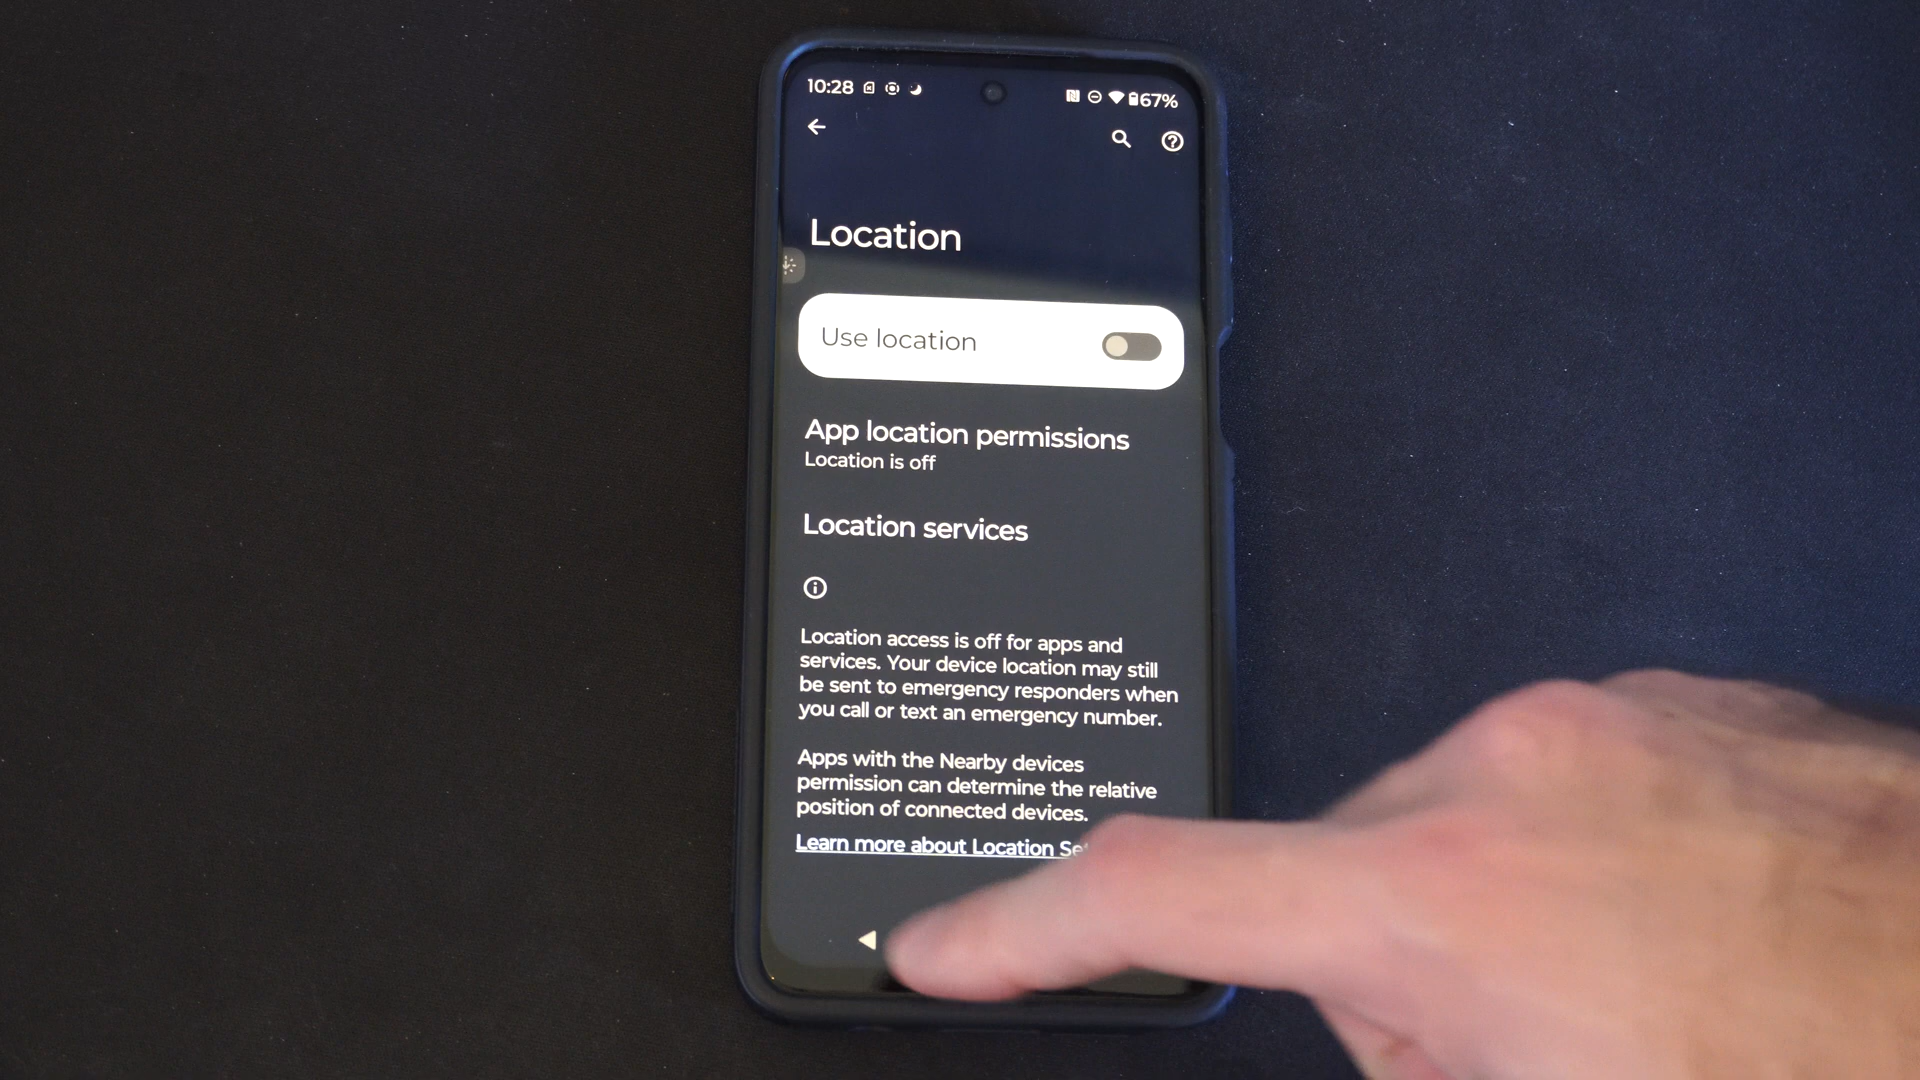 10:28
67%
Location
Use location
App location permissions
Location is off
Location services
Location access is off for apps and
services. Your device location may still
be sent to emergency responders when
you call or text an emergency number.
Apps with the Nearby devices
permission can determine the relative
position of connected devices.
Learn more about Location